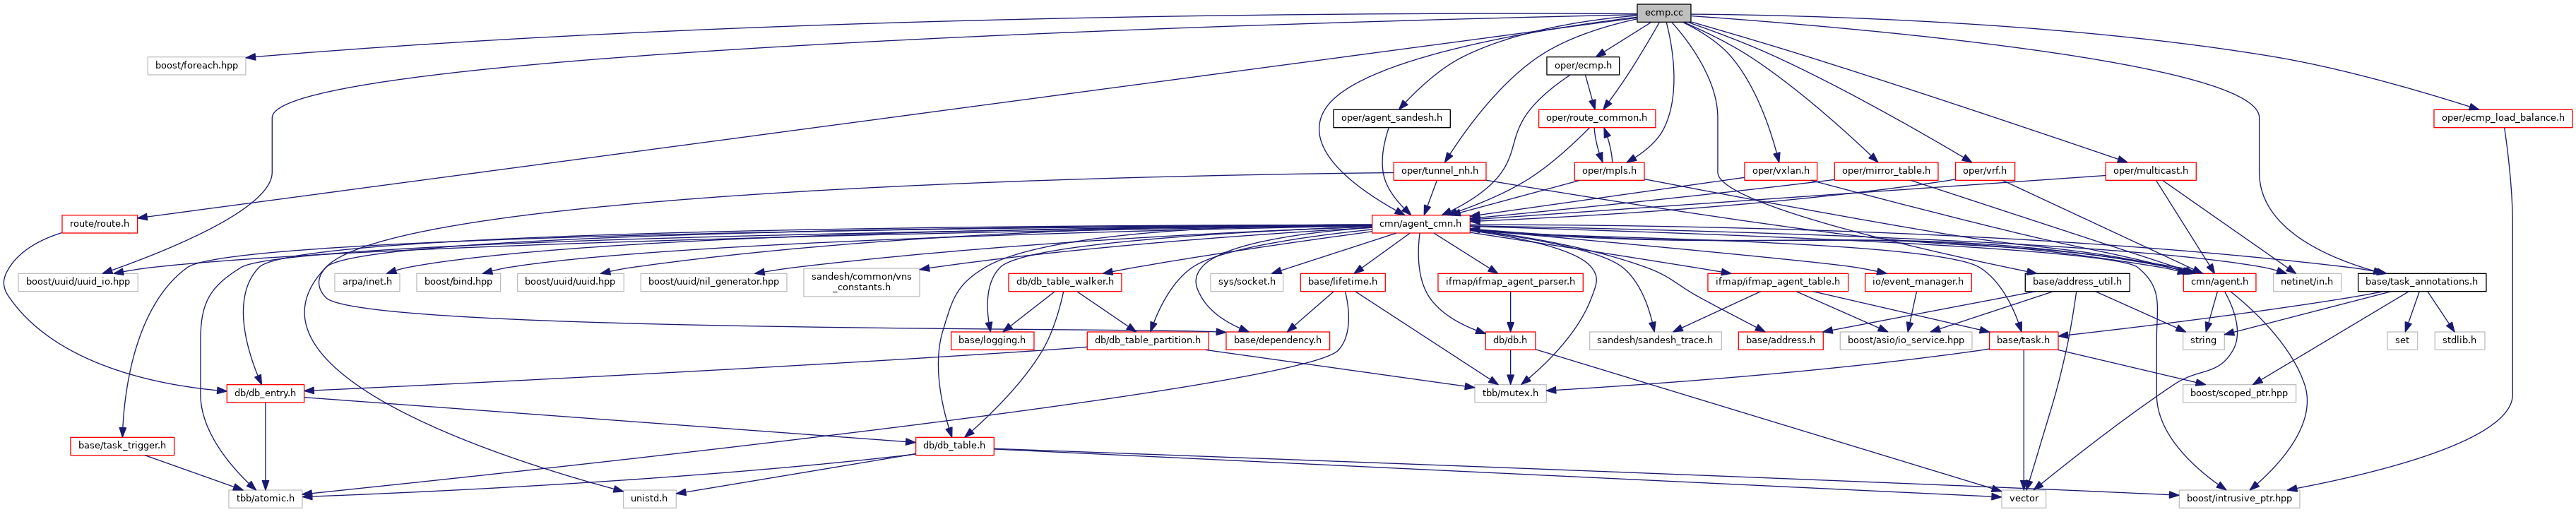 ecmp.cc
boost/foreach.hpp
oper/ecmp.h
oper/agent_sandesh.h
oper/route_common.h
oper/ecmp_load_balance.h
oper/tunnel_nh.h
oper/mpls.h
oper/vxlan.h
oper/mirror_table.h
oper/vrf.h
oper/multicast.h
route/route.h
cmn/agent_cmn.h
boost/uuid/uuid_io.hpp
arpa/inet.h
boost/bind.hpp
boost/uuid/uuid.hpp
boost/uuid/nil_generator.hpp
sandesh/common/vns
_constants.h
db/db_table_walker.h
sys/socket.h
base/lifetime.h
ifmap/ifmap_agent_parser.h
ifmap/ifmap_agent_table.h
io/event_manager.h
base/address_util.h
cmn/agent.h
netinet/in.h
base/task_annotations.h
base/logging.h
db/db_table_partition.h
base/dependency.h
db/db.h
sandesh/sandesh_trace.h
base/address.h
boost/asio/io_service.hpp
base/task.h
string
set
stdlib.h
db/db_entry.h
tbb/mutex.h
boost/scoped_ptr.hpp
base/task_trigger.h
db/db_table.h
tbb/atomic.h
unistd.h
vector
boost/intrusive_ptr.hpp